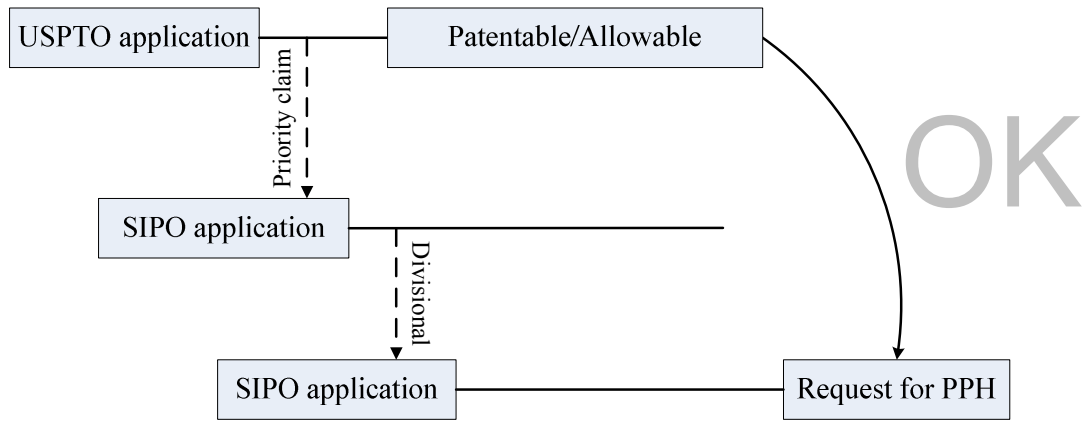 USPTO application
Patentable/Allowable
Priority claim
OK
SIPO application
Divisional
SIPO application
Request for PPH